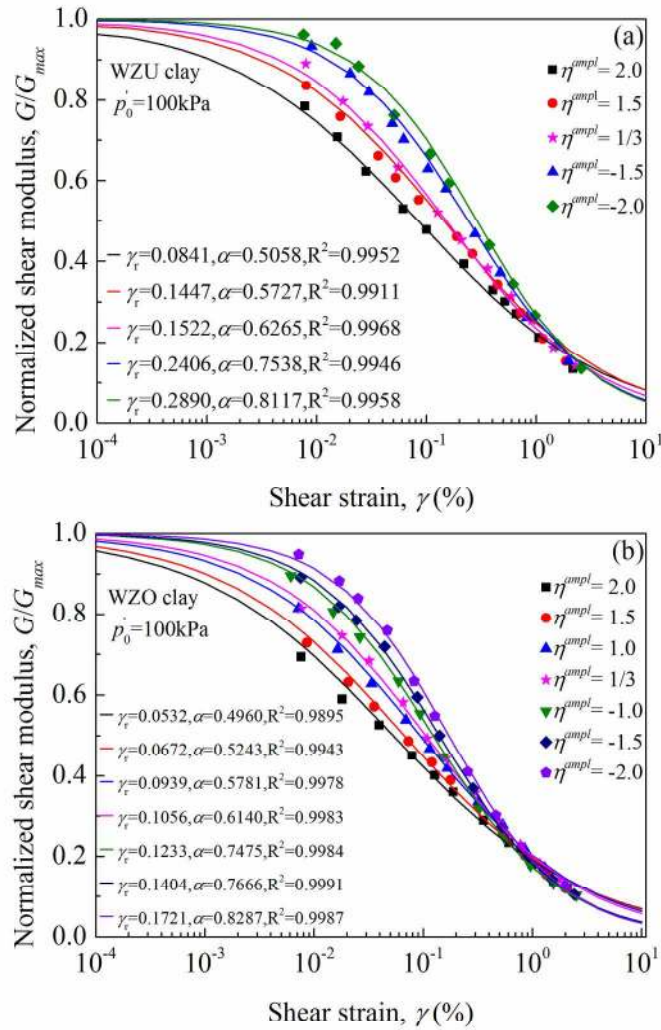 (a)
WZU clay
p'₀=100kPa
η^ampl = 2.0
η^ampl = 1.5
η^ampl = 1/3
η^ampl =-1.5
η^ampl =-2.0
γr=0.0841,α=0.5058,R²=0.9952
γr=0.1447,α=0.5727,R²=0.9911
γr=0.1522,α=0.6265,R²=0.9968
γr=0.2406,α=0.7538,R²=0.9946
γr=0.2890,α=0.8117,R²=0.9958
Normalized shear modulus, G/Gmax
1.0
0.8
0.6
0.4
0.2
0.0
10⁻⁴ 10⁻³ 10⁻² 10⁻¹ 10⁰ 10¹
Shear strain, γ (%)
(b)
WZO clay
p'₀=100kPa
η^ampl = 2.0
η^ampl = 1.5
η^ampl = 1.0
η^ampl = 1/3
η^ampl =-1.0
η^ampl =-1.5
η^ampl =-2.0
γr=0.0532,α=0.4960,R²=0.9895
γr=0.0672,α=0.5243,R²=0.9943
γr=0.0939,α=0.5781,R²=0.9978
γr=0.1056,α=0.6140,R²=0.9983
γr=0.1233,α=0.7475,R²=0.9984
γr=0.1404,α=0.7666,R²=0.9991
γr=0.1721,α=0.8287,R²=0.9987
Normalized shear modulus, G/Gmax
1.0
0.8
0.6
0.4
0.2
0.0
10⁻⁴ 10⁻³ 10⁻² 10⁻¹ 10⁰ 10¹
Shear strain, γ (%)